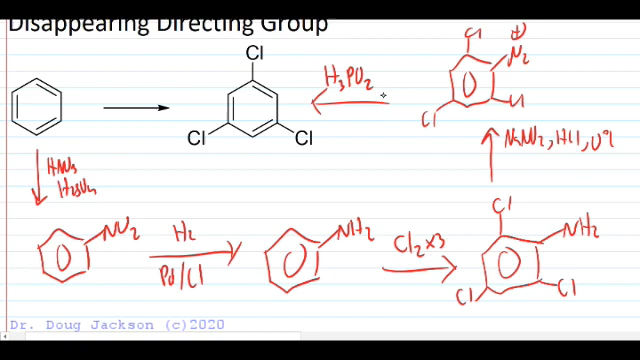 Disappearing Directing Group
Cl
Cl
Cl
H3PO2
Cl
⊕
N2
Cl
Cl
NaNO2, HCl, 0°
HNO3
H2SO4
NO2
H2
Pd/Cl
NH2
Cl2 x3
Cl
NH2
Cl
Cl
Dr. Doug Jackson (c)2020